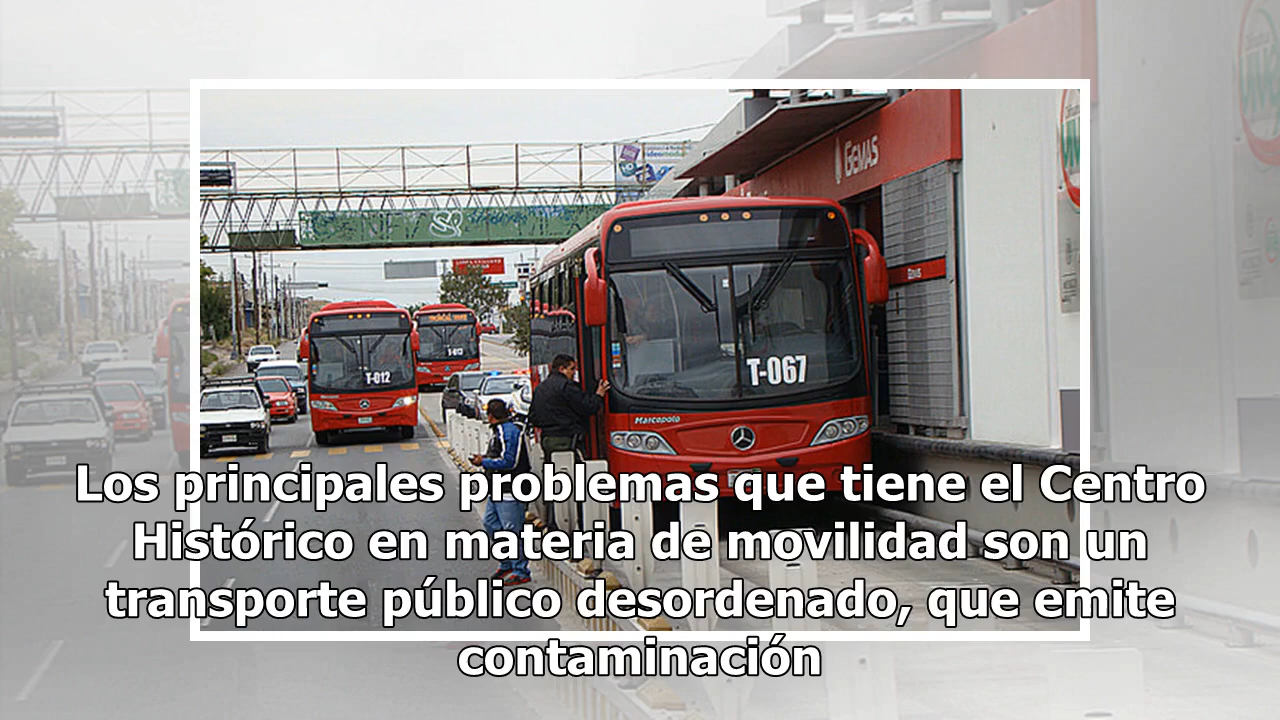 GEMAS
T-067
T-012
T-013
Marcopolo
Los principales problemas que tiene el Centro
Histórico en materia de movilidad son un
transporte público desordenado, que emite
contaminación